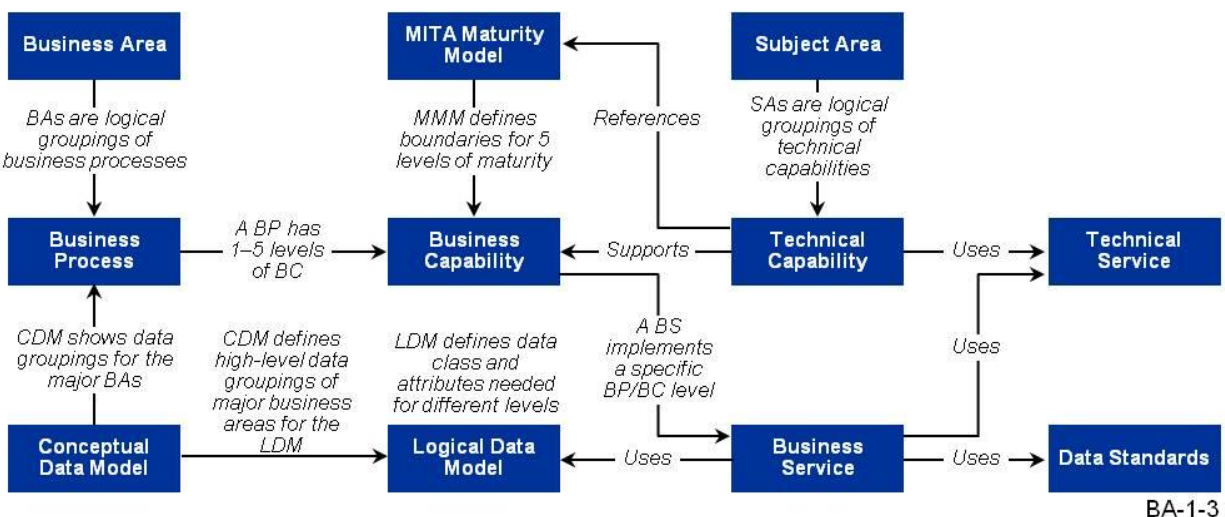 Business Area
MITA Maturity
Model
Subject Area
BAs are logical
groupings of
business processes
MMM defines
boundaries for 5
levels of maturity
References
SAs are logical
groupings of
technical
capabilities
Business
Process
A BP has
1–5 levels
of BC
Business
Capability
Supports
Technical
Capability
Uses
Technical
Service
CDM shows data
groupings for the
major BAs
CDM defines
high-level data
groupings of
major business
areas for the
LDM
LDM defines data
class and
attributes needed
for different levels
A BS
implements
a specific
BP/BC level
Uses
Conceptual
Data Model
Logical Data
Model
Uses
Business
Service
Uses
Data Standards
BA-1-3